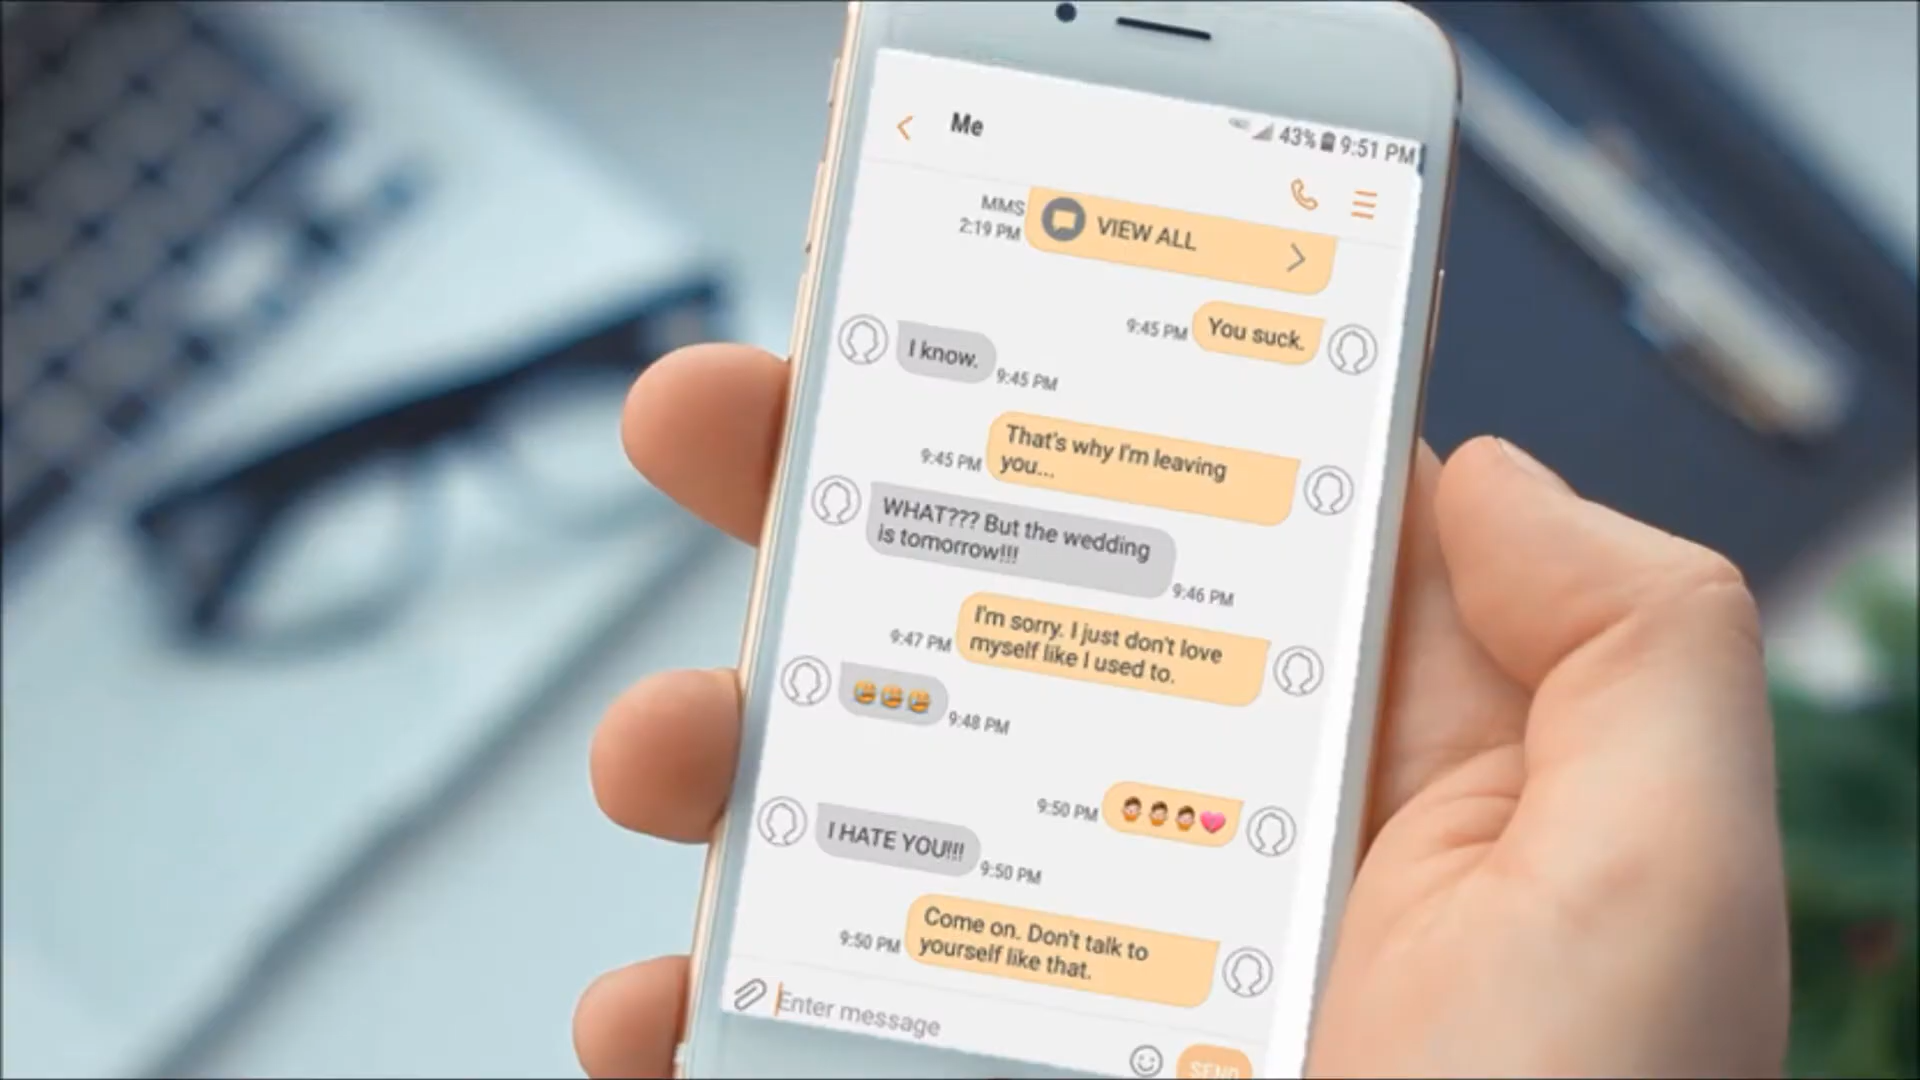 Me
43% 9:51 PM
MMS
2:19 PM
VIEW ALL
You suck.
9:45 PM
I know.
9:45 PM
That's why I'm leaving
you...
9:45 PM
WHAT??? But the wedding
is tomorrow!!!
9:46 PM
I'm sorry. I just don't love
myself like I used to.
9:47 PM
9:48 PM
9:50 PM
I HATE YOU!!!
9:50 PM
Come on. Don't talk to
yourself like that.
9:50 PM
Enter message
SEND